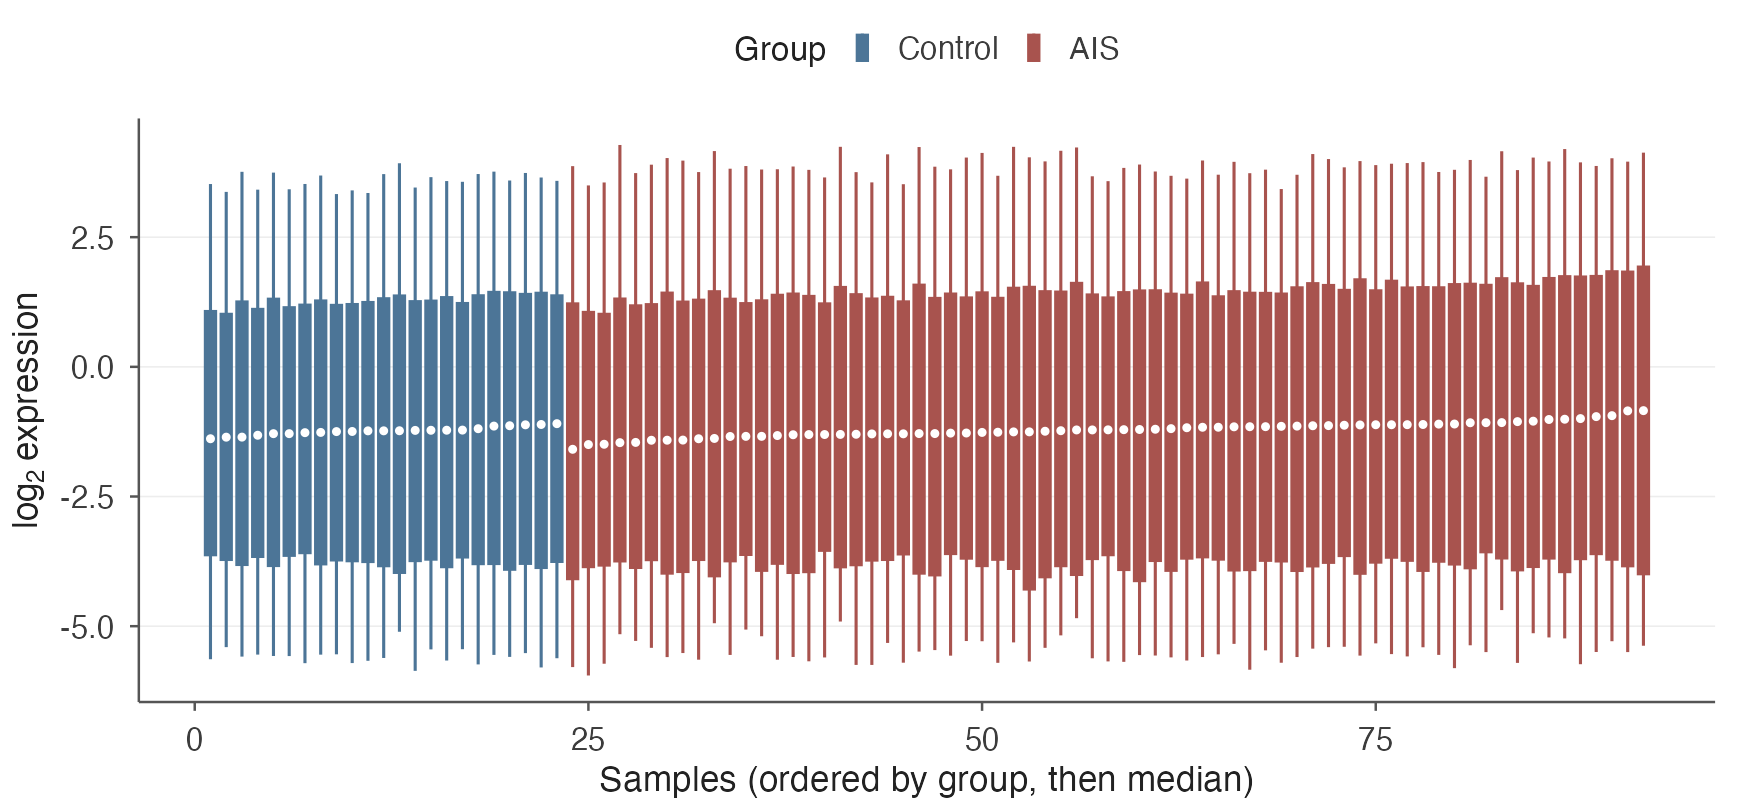 Group Control AIS
2.5
0.0
-2.5
-5.0
log2 expression
0 25 50 75
Samples (ordered by group, then median)